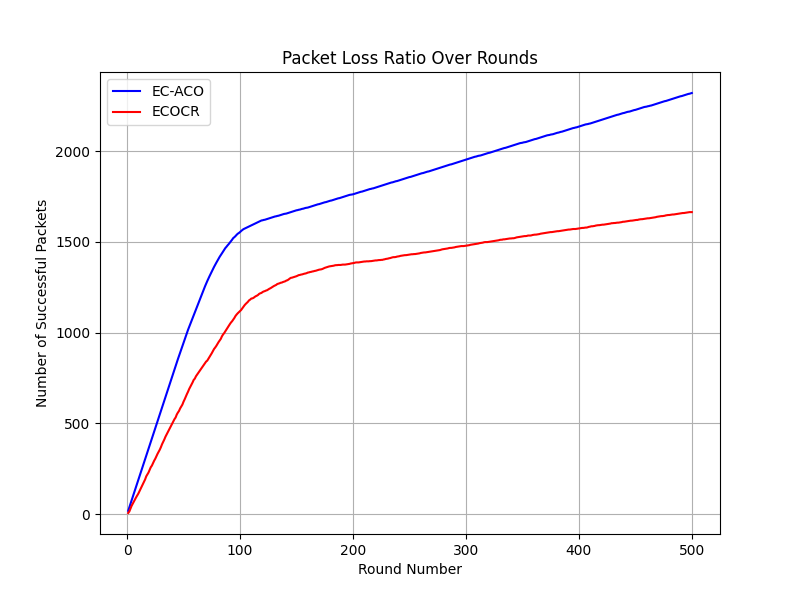 Packet Loss Ratio Over Rounds
EC-ACO
ECOCR
Number of Successful Packets
2000
1500
1000
500
0
0 100 200 300 400 500
Round Number